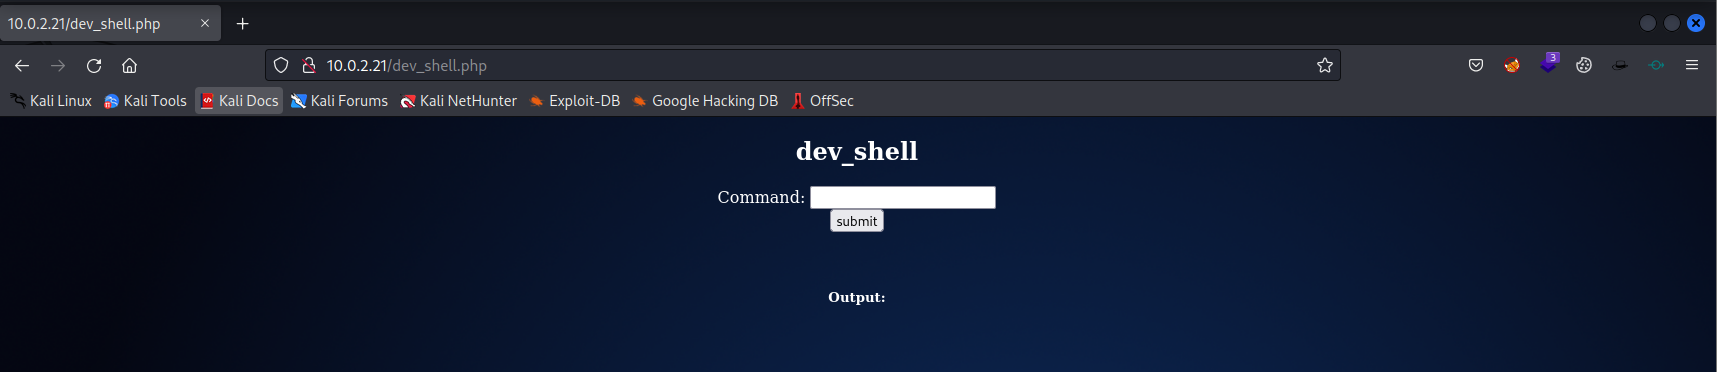 10.0.2.21/dev_shell.php
10.0.2.21/dev_shell.php
3
Kali Linux Kali Tools Kali Docs Kali Forums Kali NetHunter Exploit-DB Google Hacking DB OffSec
dev_shell
Command:
submit
Output: